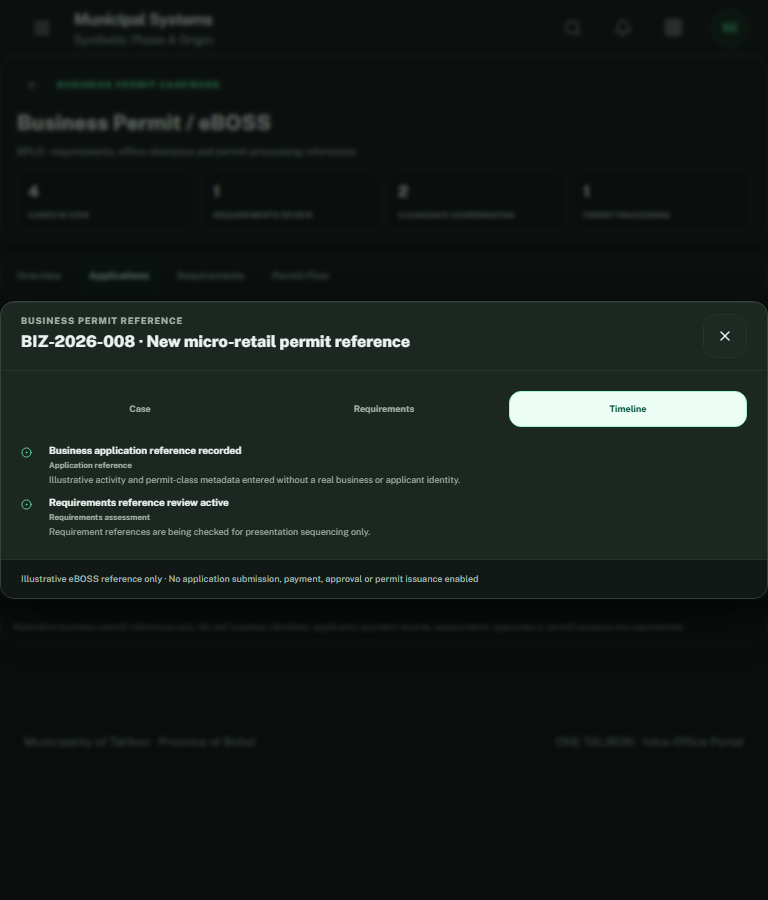 Municipal Systems
Synthetic Phase A Origin
BUSINESS PERMIT CASEWORK
Business Permit / eBOSS
BPLO · requirements, office clearance and permit-processing references
4
1
2
1
CASES IN VIEW
REQUIREMENTS REVIEW
CLEARANCE COORDINATION
PERMIT PROCESSING
Overview
Applications
Requirements
Permit Flow
BUSINESS PERMIT REFERENCE
BIZ-2026-008 · New micro-retail permit reference
Case
Requirements
Timeline
Business application reference recorded
Application reference
Illustrative activity and permit-class metadata entered without a real business or applicant identity.
Requirements reference review active
Requirements assessment
Requirement references are being checked for presentation sequencing only.
Illustrative eBOSS reference only · No application submission, payment, approval or permit issuance enabled
Municipality of Talibon · Province of Bohol
ONE TALIBON · Intra-Office Portal